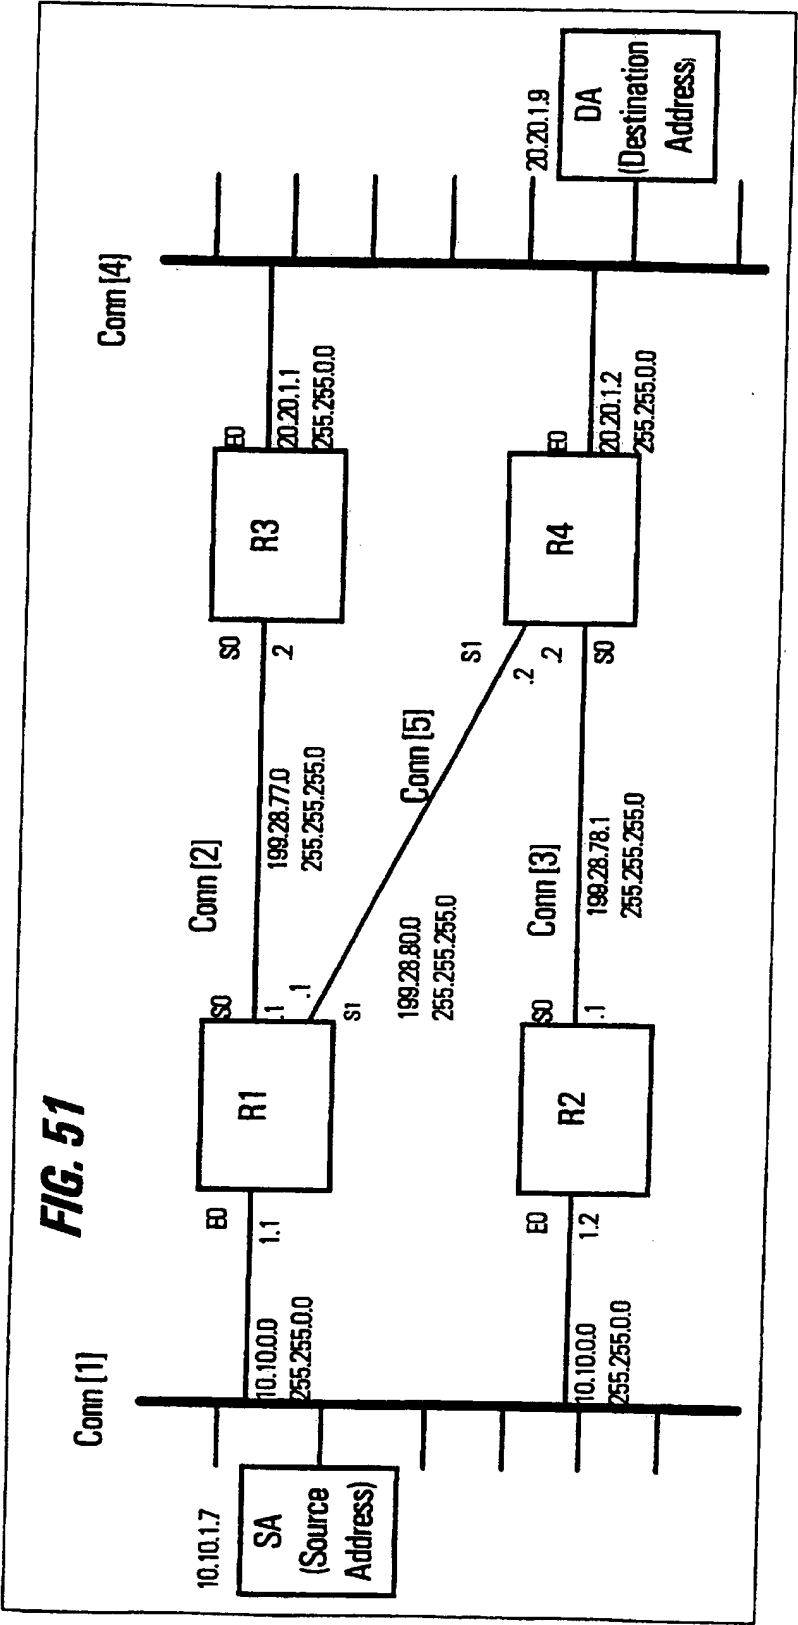 FIG. 51
Conn [1]
10.10.1.7
SA
(Source
Address)
10.10.0.0
255.255.0.0
E0
1.1
R1
S0
.1
.1
S1
Conn [2]
199.28.77.0
255.255.255.0
S0
.2
R3
E0
20.20.1.1
255.255.0.0
Conn [4]
199.28.80.0
255.255.255.0
Conn [5]
10.10.0.0
255.255.0.0
E0
1.2
R2
S0
.1
Conn [3]
199.28.78.1
255.255.255.0
S1
.2
.2
S0
R4
E0
20.20.1.2
255.255.0.0
20.20.1.9
DA
(Destination
Address)